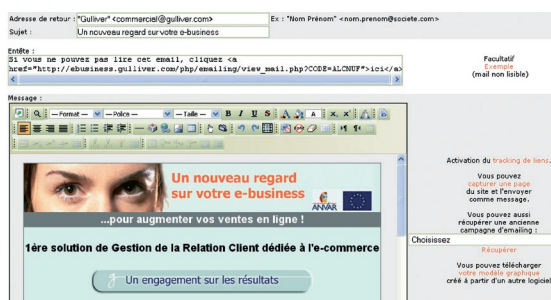 Adresse de retour : "Gulliver" <commercial@gulliver.com> Ex : "Nom Prénom" <nom.prenom@societe.com>
Sujet : Un nouveau regard sur votre e-business
Entête :
Si vous ne pouvez pas lire cet email, cliquez <a
href="http://ebusiness.gulliver.com/php/emailing/view_mail.php?CODE=ALCNUF">ici</a>
Facultatif
Exemple
(mail non lisible)
Message :
— Format — — Police — — Taille — B I U S
Un nouveau regard
sur votre e-business
ANVAR
...pour augmenter vos ventes en ligne !
1ère solution de Gestion de la Relation Client dédiée à l'e-commerce
Un engagement sur les résultats
Activation du tracking de liens.
Vous pouvez
capturer une page
du site et l'envoyer
comme message.
Vous pouvez aussi
récupérer une ancienne
campagne d'emailing :
Choisissez
Récupérer
Vous pouvez télécharger
votre modèle graphique
créé à partir d'un autre logiciel